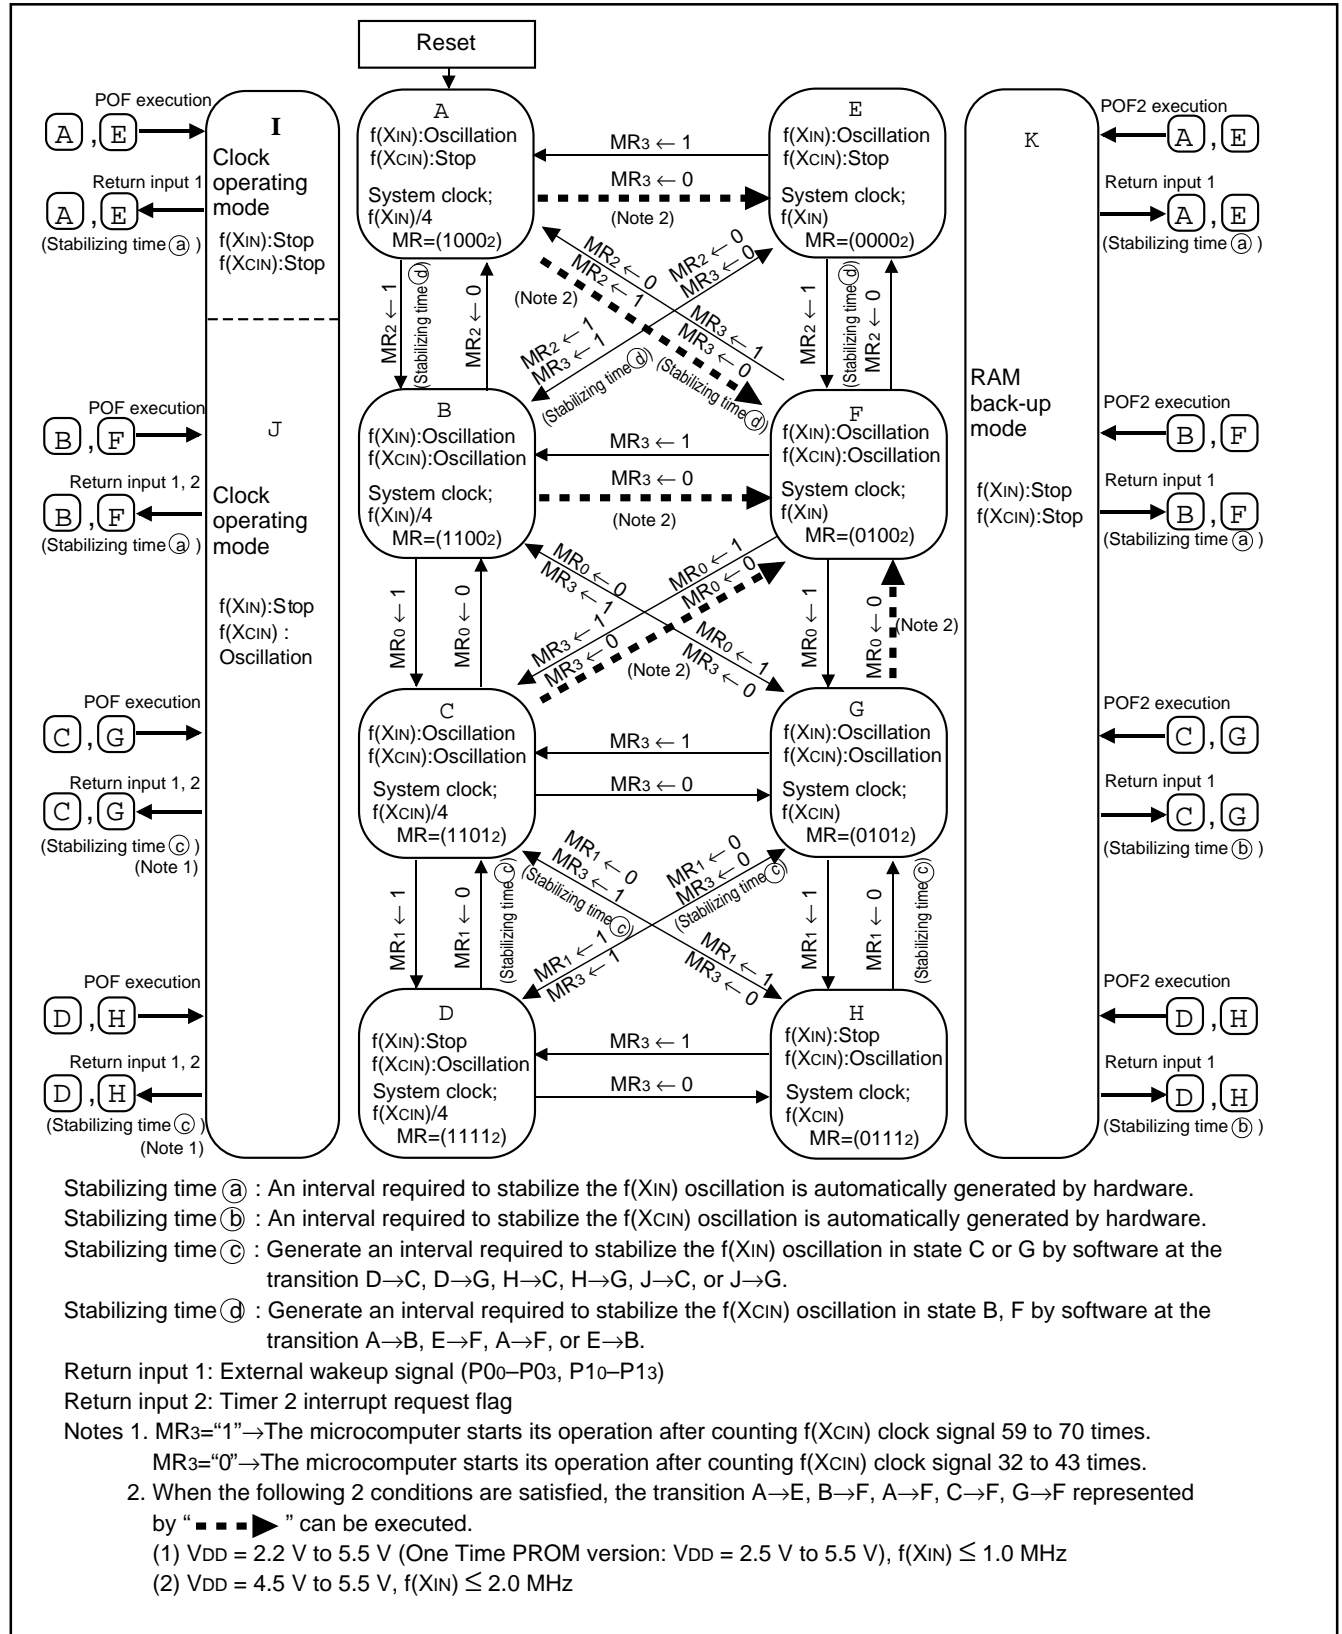 Reset
POF execution
A , E
Return input 1
A , E
(Stabilizing time ⓐ )
I
Clock
operating
mode
f(XIN):Stop
f(XCIN):Stop
POF execution
B , F
Return input 1, 2
B , F
(Stabilizing time ⓐ )
J
Clock
operating
mode
f(XIN):Stop
f(XCIN) :
Oscillation
POF execution
C , G
Return input 1, 2
C , G
(Stabilizing time ⓒ )
(Note 1)
POF execution
D , H
Return input 1, 2
D , H
(Stabilizing time ⓒ )
(Note 1)
A
f(XIN):Oscillation
f(XCIN):Stop
System clock;
f(XIN)/4
MR=(10002)
MR3 ← 1
MR3 ← 0
(Note 2)
E
f(XIN):Oscillation
f(XCIN):Stop
System clock;
f(XIN)
MR=(00002)
MR2 ← 1
(Stabilizing time ⓓ)
MR2 ← 0
(Note 2)
MR2 ← 0
MR2 ← 1
MR3 ← 1
MR3 ← 0
(Stabilizing time ⓓ)
MR2 ← 0
MR3 ← 0
MR2 ← 1
MR3 ← 1
(Stabilizing time ⓓ)
MR2 ← 1
(Stabilizing time ⓓ)
MR2 ← 0
B
f(XIN):Oscillation
f(XCIN):Oscillation
System clock;
f(XIN)/4
MR=(11002)
MR3 ← 1
MR3 ← 0
(Note 2)
F
f(XIN):Oscillation
f(XCIN):Oscillation
System clock;
f(XIN)
MR=(01002)
MR0 ← 1
MR0 ← 0
MR0 ← 0
MR3 ← 1
MR0 ← 1
MR3 ← 0
MR0 ← 1
MR0 ← 0
MR3 ← 1
MR3 ← 0
(Note 2)
MR0 ← 1
MR0 ← 0
(Note 2)
C
f(XIN):Oscillation
f(XCIN):Oscillation
System clock;
f(XCIN)/4
MR=(11012)
MR3 ← 1
MR3 ← 0
G
f(XIN):Oscillation
f(XCIN):Oscillation
System clock;
f(XCIN)
MR=(01012)
MR1 ← 1
MR1 ← 0
(Stabilizing time ⓒ)
MR1 ← 0
MR3 ← 1
(Stabilizing time ⓒ)
MR1 ← 1
MR3 ← 0
MR1 ← 0
MR3 ← 0
(Stabilizing time ⓒ)
MR1 ← 1
MR3 ← 1
MR1 ← 1
MR1 ← 0
(Stabilizing time ⓒ)
D
f(XIN):Stop
f(XCIN):Oscillation
System clock;
f(XCIN)/4
MR=(11112)
MR3 ← 1
MR3 ← 0
H
f(XIN):Stop
f(XCIN):Oscillation
System clock;
f(XCIN)
MR=(01112)
K
RAM
back-up
mode
f(XIN):Stop
f(XCIN):Stop
POF2 execution
A , E
Return input 1
A , E
(Stabilizing time ⓐ )
POF2 execution
B , F
Return input 1
B , F
(Stabilizing time ⓐ )
POF2 execution
C , G
Return input 1
C , G
(Stabilizing time ⓑ )
POF2 execution
D , H
Return input 1
D , H
(Stabilizing time ⓑ )
Stabilizing time ⓐ : An interval required to stabilize the f(XIN) oscillation is automatically generated by hardware.
Stabilizing time ⓑ : An interval required to stabilize the f(XCIN) oscillation is automatically generated by hardware.
Stabilizing time ⓒ : Generate an interval required to stabilize the f(XIN) oscillation in state C or G by software at the
transition D→C, D→G, H→C, H→G, J→C, or J→G.
Stabilizing time ⓓ : Generate an interval required to stabilize the f(XCIN) oscillation in state B, F by software at the
transition A→B, E→F, A→F, or E→B.
Return input 1: External wakeup signal (P00–P03, P10–P13)
Return input 2: Timer 2 interrupt request flag
Notes 1. MR3=“1”→The microcomputer starts its operation after counting f(XCIN) clock signal 59 to 70 times.
MR3=“0”→The microcomputer starts its operation after counting f(XCIN) clock signal 32 to 43 times.
2. When the following 2 conditions are satisfied, the transition A→E, B→F, A→F, C→F, G→F represented
by “ ” can be executed.
(1) VDD = 2.2 V to 5.5 V (One Time PROM version: VDD = 2.5 V to 5.5 V), f(XIN) ≤ 1.0 MHz
(2) VDD = 4.5 V to 5.5 V, f(XIN) ≤ 2.0 MHz